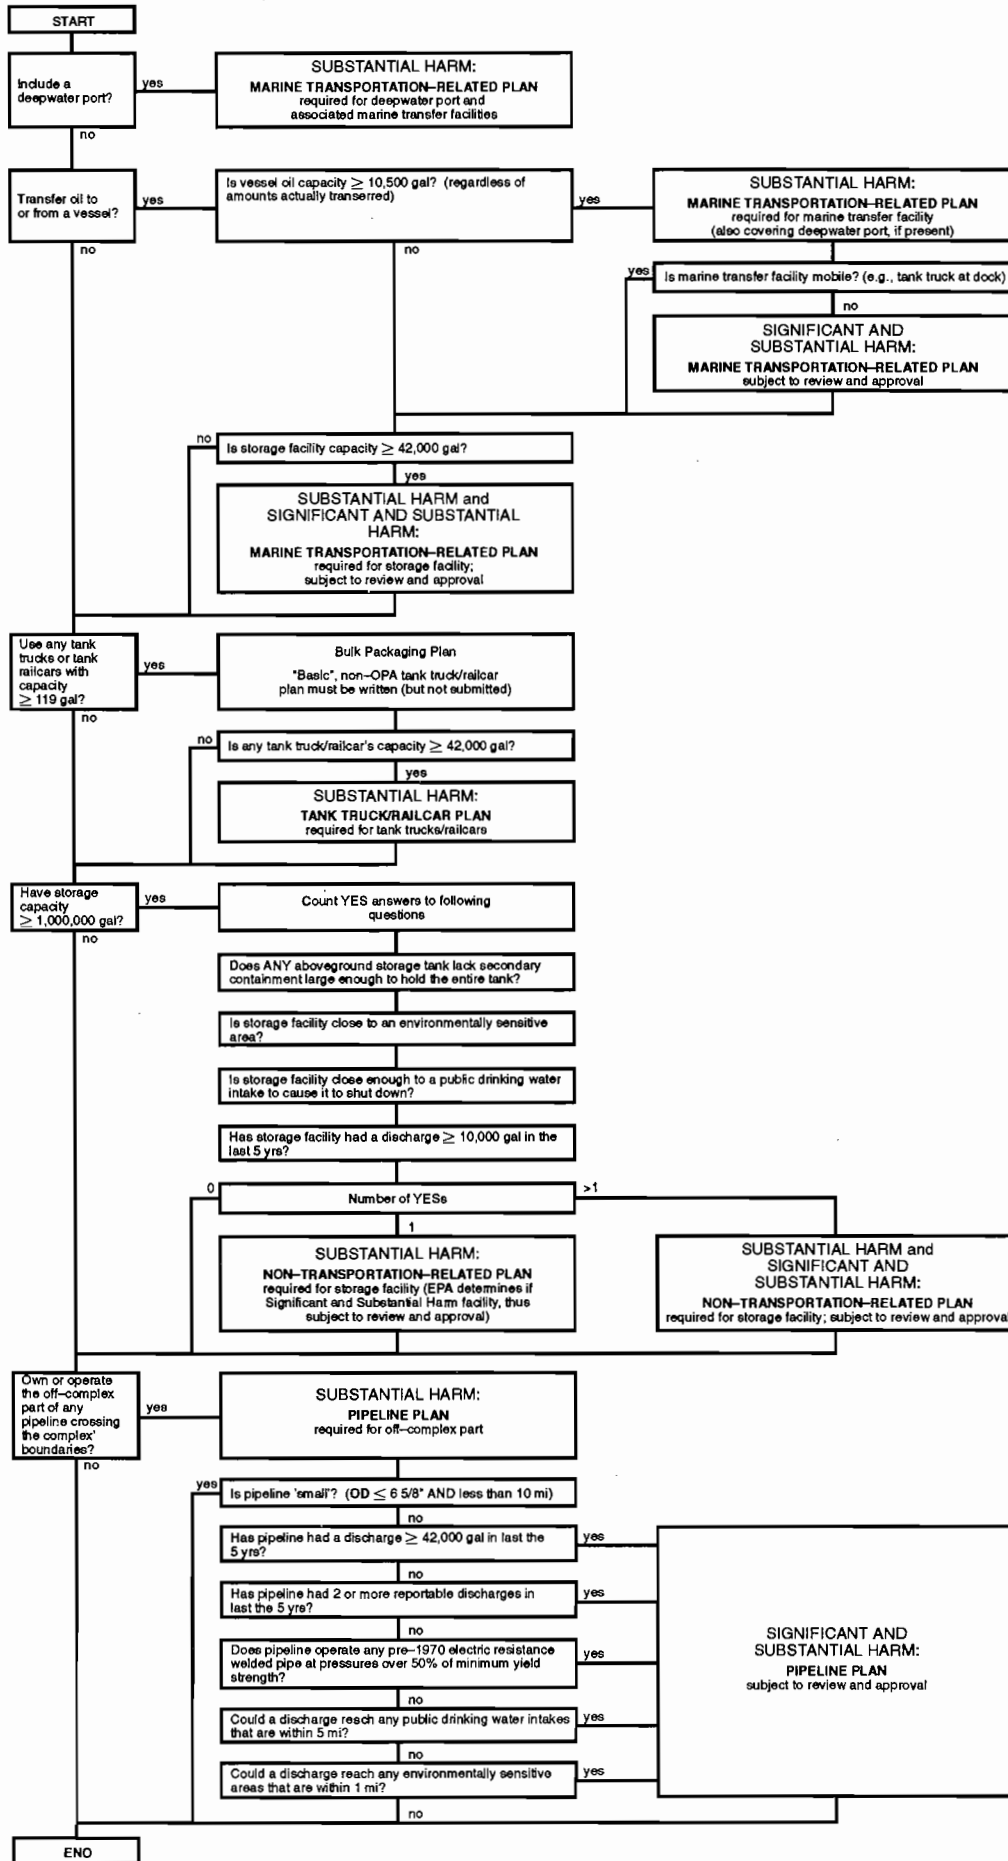 START
Include a
deepwater port?
yes
SUBSTANTIAL HARM:
MARINE TRANSPORTATION–RELATED PLAN
required for deepwater port and
associated marine transfer facilities
no
Transfer oil to
or from a vessel?
yes
Is vessel oil capacity ≥ 10,500 gal? (regardless of
amounts actually transerred)
yes
SUBSTANTIAL HARM:
MARINE TRANSPORTATION–RELATED PLAN
required for marine transfer facility
(also covering deepwater port, if present)
no
no
yes
Is marine transfer facility mobile? (e.g., tank truck at dock)
no
SIGNIFICANT AND
SUBSTANTIAL HARM:
MARINE TRANSPORTATION–RELATED PLAN
subject to review and approval
no
Is storage facility capacity ≥ 42,000 gal?
yes
SUBSTANTIAL HARM and
SIGNIFICANT AND SUBSTANTIAL
HARM:
MARINE TRANSPORTATION–RELATED PLAN
required for storage facility;
subject to review and approval
Use any tank
trucks or tank
railcars with
capacity
≥ 119 gal?
yes
Bulk Packaging Plan
"Basic", non–OPA tank truck/railcar
plan must be written (but not submitted)
no
no
Is any tank truck/railcar's capacity ≥ 42,000 gal?
yes
SUBSTANTIAL HARM:
TANK TRUCK/RAILCAR PLAN
required for tank trucks/railcars
Have storage
capacity
≥ 1,000,000 gal?
yes
Count YES answers to following
questions
no
Does ANY aboveground storage tank lack secondary
containment large enough to hold the entire tank?
Is storage facility close to an environmentally sensitive
area?
Is storage facility close enough to a public drinking water
intake to cause it to shut down?
Has storage facility had a discharge ≥ 10,000 gal in the
last 5 yrs?
0
Number of YESs
>1
1
SUBSTANTIAL HARM:
NON–TRANSPORTATION–RELATED PLAN
required for storage facility (EPA determines if
Significant and Substantial Harm facility, thus
subject to review and approval)
SUBSTANTIAL HARM and
SIGNIFICANT AND
SUBSTANTIAL HARM:
NON–TRANSPORTATION–RELATED PLAN
required for storage facility; subject to review and approval
Own or operate
the off–complex
part of any
pipeline crossing
the complex'
boundaries?
yes
SUBSTANTIAL HARM:
PIPELINE PLAN
required for off–complex part
no
yes
Is pipeline 'small'? (OD ≤ 6 5/8" AND less than 10 mi)
no
Has pipeline had a discharge ≥ 42,000 gal in last the
5 yrs?
yes
no
Has pipeline had 2 or more reportable discharges in
last the 5 yrs?
yes
no
Does pipeline operate any pre–1970 electric resistance
welded pipe at pressures over 50% of minimum yield
strength?
yes
no
Could a discharge reach any public drinking water intakes
that are within 5 mi?
yes
no
Could a discharge reach any environmentally sensitive
areas that are within 1 mi?
yes
no
SIGNIFICANT AND
SUBSTANTIAL HARM:
PIPELINE PLAN
subject to review and approval
END